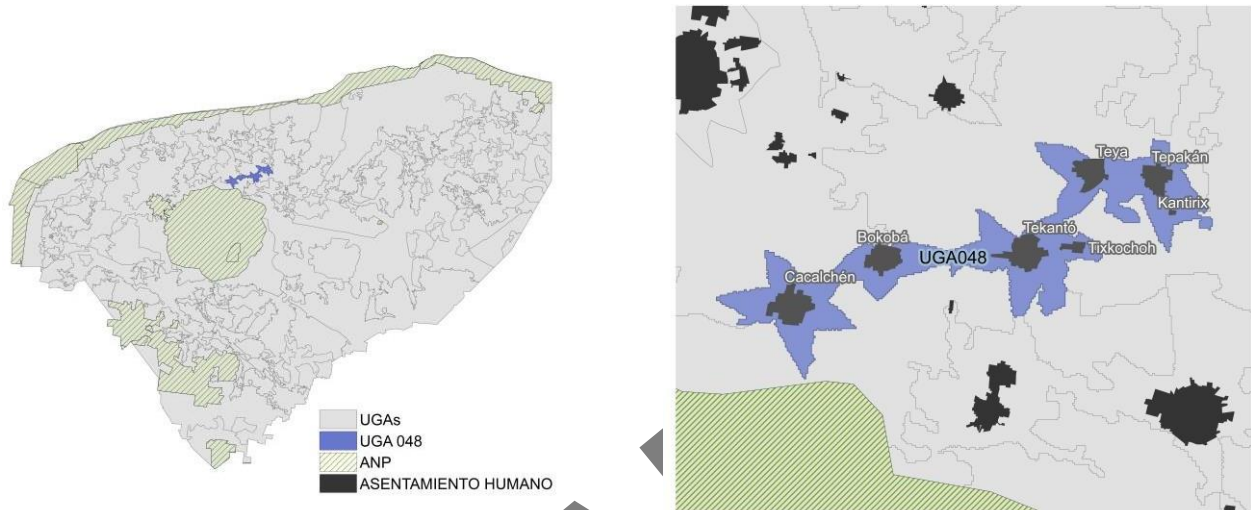 UGAs
UGA 048
ANP
ASENTAMIENTO HUMANO
Teya
Tepakán
Kantirix
Tekantó
Tixkochoh
Bokobá
UGA048
Cacalchén